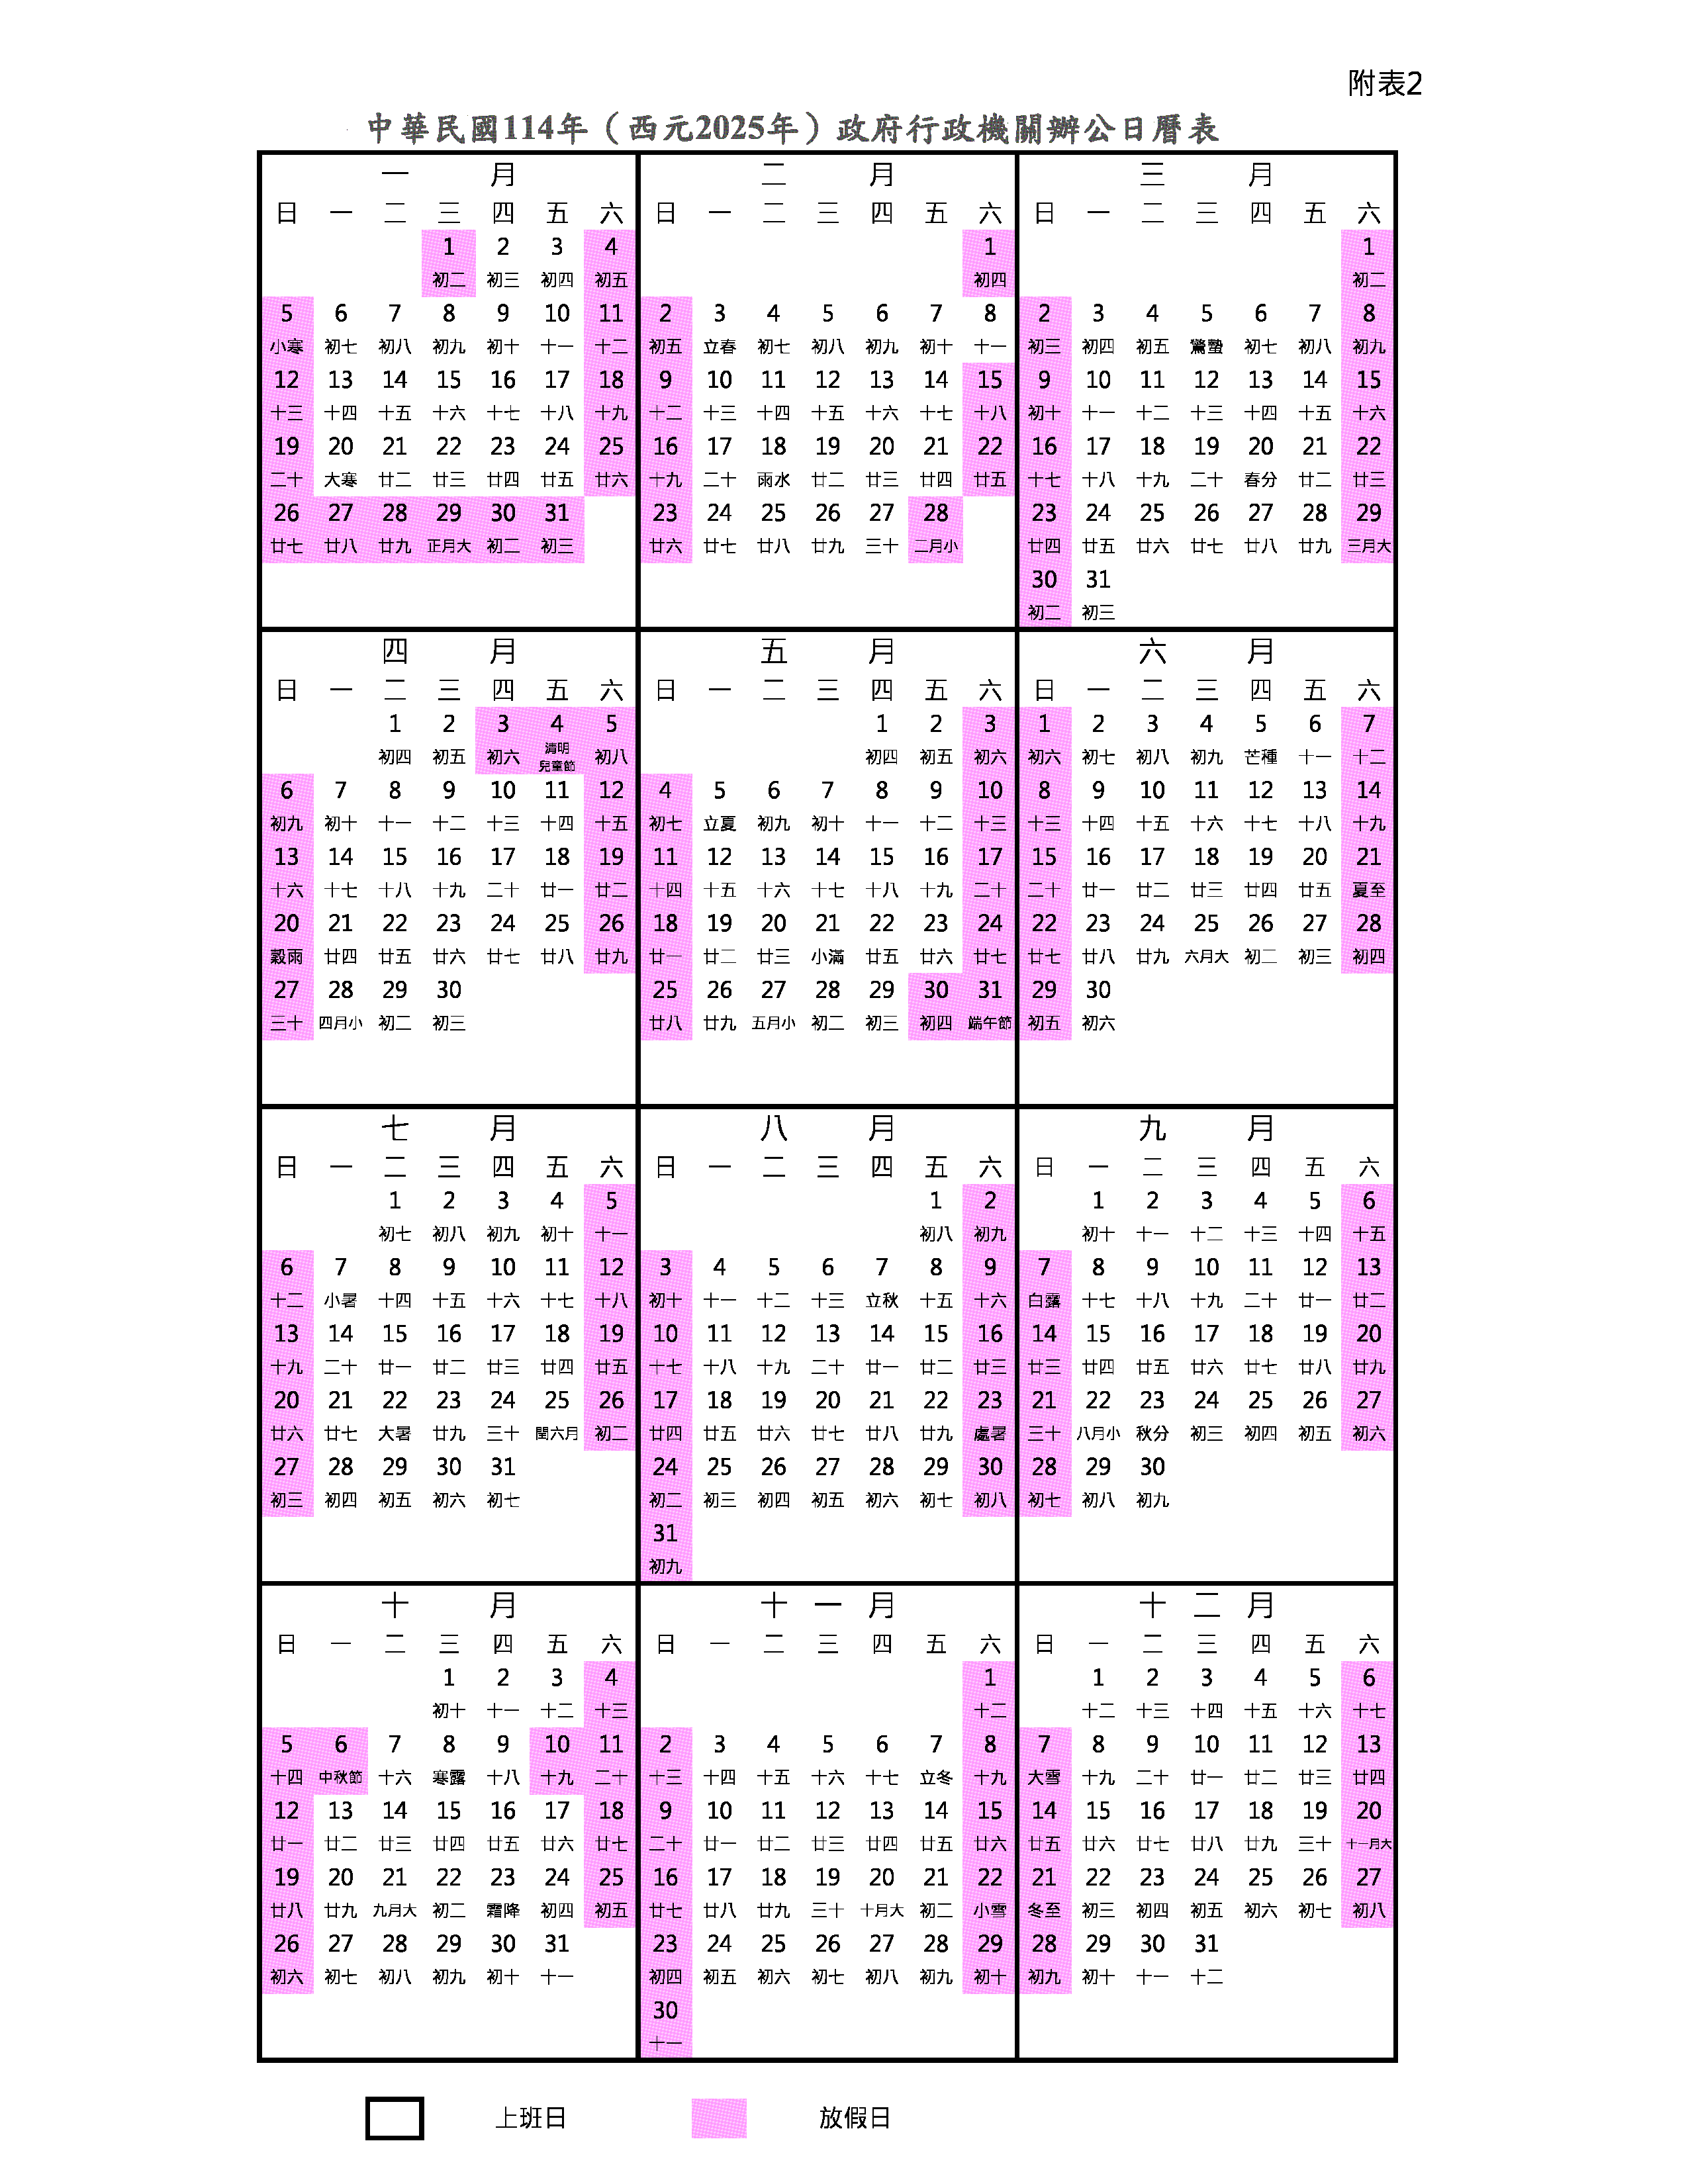 附表2
中華民國114年（西元2025年）政府行政機關辦公日曆表
一 月
日 一 二 三 四 五 六
1 2 3 4
初二 初三 初四 初五
5 6 7 8 9 10 11
小寒 初七 初八 初九 初十 十一 十二
12 13 14 15 16 17 18
十三 十四 十五 十六 十七 十八 十九
19 20 21 22 23 24 25
二十 大寒 廿二 廿三 廿四 廿五 廿六
26 27 28 29 30 31
廿七 廿八 廿九 正月大 初二 初三
二 月
日 一 二 三 四 五 六
1
初四
2 3 4 5 6 7 8
初五 立春 初七 初八 初九 初十 十一
9 10 11 12 13 14 15
十二 十三 十四 十五 十六 十七 十八
16 17 18 19 20 21 22
十九 二十 雨水 廿二 廿三 廿四 廿五
23 24 25 26 27 28
廿六 廿七 廿八 廿九 三十 二月小
三 月
日 一 二 三 四 五 六
1
初二
2 3 4 5 6 7 8
初三 初四 初五 驚蟄 初七 初八 初九
9 10 11 12 13 14 15
初十 十一 十二 十三 十四 十五 十六
16 17 18 19 20 21 22
十七 十八 十九 二十 春分 廿二 廿三
23 24 25 26 27 28 29
廿四 廿五 廿六 廿七 廿八 廿九 三月大
30 31
初二 初三
四 月
日 一 二 三 四 五 六
1 2 3 4 5
初四 初五 初六 清明 兒童節 初八
6 7 8 9 10 11 12
初九 初十 十一 十二 十三 十四 十五
13 14 15 16 17 18 19
十六 十七 十八 十九 二十 廿一 廿二
20 21 22 23 24 25 26
穀雨 廿四 廿五 廿六 廿七 廿八 廿九
27 28 29 30
三十 四月小 初二 初三
五 月
日 一 二 三 四 五 六
1 2 3
初四 初五 初六
4 5 6 7 8 9 10
初七 立夏 初九 初十 十一 十二 十三
11 12 13 14 15 16 17
十四 十五 十六 十七 十八 十九 二十
18 19 20 21 22 23 24
廿一 廿二 廿三 小滿 廿五 廿六 廿七
25 26 27 28 29 30 31
廿八 廿九 五月小 初二 初三 初四 端午節
六 月
日 一 二 三 四 五 六
1 2 3 4 5 6 7
初六 初七 初八 初九 芒種 十一 十二
8 9 10 11 12 13 14
十三 十四 十五 十六 十七 十八 十九
15 16 17 18 19 20 21
二十 廿一 廿二 廿三 廿四 廿五 夏至
22 23 24 25 26 27 28
廿七 廿八 廿九 六月大 初二 初三 初四
29 30
初五 初六
七 月
日 一 二 三 四 五 六
1 2 3 4 5
初七 初八 初九 初十 十一
6 7 8 9 10 11 12
十二 小暑 十四 十五 十六 十七 十八
13 14 15 16 17 18 19
十九 二十 廿一 廿二 廿三 廿四 廿五
20 21 22 23 24 25 26
廿六 廿七 大暑 廿九 三十 閏六月 初二
27 28 29 30 31
初三 初四 初五 初六 初七
八 月
日 一 二 三 四 五 六
1 2
初八 初九
3 4 5 6 7 8 9
初十 十一 十二 十三 立秋 十五 十六
10 11 12 13 14 15 16
十七 十八 十九 二十 廿一 廿二 廿三
17 18 19 20 21 22 23
廿四 廿五 廿六 廿七 廿八 廿九 處暑
24 25 26 27 28 29 30
初二 初三 初四 初五 初六 初七 初八
31
初九
九 月
日 一 二 三 四 五 六
1 2 3 4 5 6
初十 十一 十二 十三 十四 十五
7 8 9 10 11 12 13
白露 十七 十八 十九 二十 廿一 廿二
14 15 16 17 18 19 20
廿三 廿四 廿五 廿六 廿七 廿八 廿九
21 22 23 24 25 26 27
三十 八月小 秋分 初三 初四 初五 初六
28 29 30
初七 初八 初九
十 月
日 一 二 三 四 五 六
1 2 3 4
初十 十一 十二 十三
5 6 7 8 9 10 11
十四 中秋節 十六 寒露 十八 十九 二十
12 13 14 15 16 17 18
廿一 廿二 廿三 廿四 廿五 廿六 廿七
19 20 21 22 23 24 25
廿八 廿九 九月大 初二 霜降 初四 初五
26 27 28 29 30 31
初六 初七 初八 初九 初十 十一
十 一 月
日 一 二 三 四 五 六
1
十二
2 3 4 5 6 7 8
十三 十四 十五 十六 十七 立冬 十九
9 10 11 12 13 14 15
二十 廿一 廿二 廿三 廿四 廿五 廿六
16 17 18 19 20 21 22
廿七 廿八 廿九 三十 十月大 初二 小雪
23 24 25 26 27 28 29
初四 初五 初六 初七 初八 初九 初十
30
十一
十 二 月
日 一 二 三 四 五 六
1 2 3 4 5 6
十二 十三 十四 十五 十六 十七
7 8 9 10 11 12 13
大雪 十九 二十 廿一 廿二 廿三 廿四
14 15 16 17 18 19 20
廿五 廿六 廿七 廿八 廿九 三十 十一月大
21 22 23 24 25 26 27
冬至 初三 初四 初五 初六 初七 初八
28 29 30 31
初九 初十 十一 十二
上班日 放假日